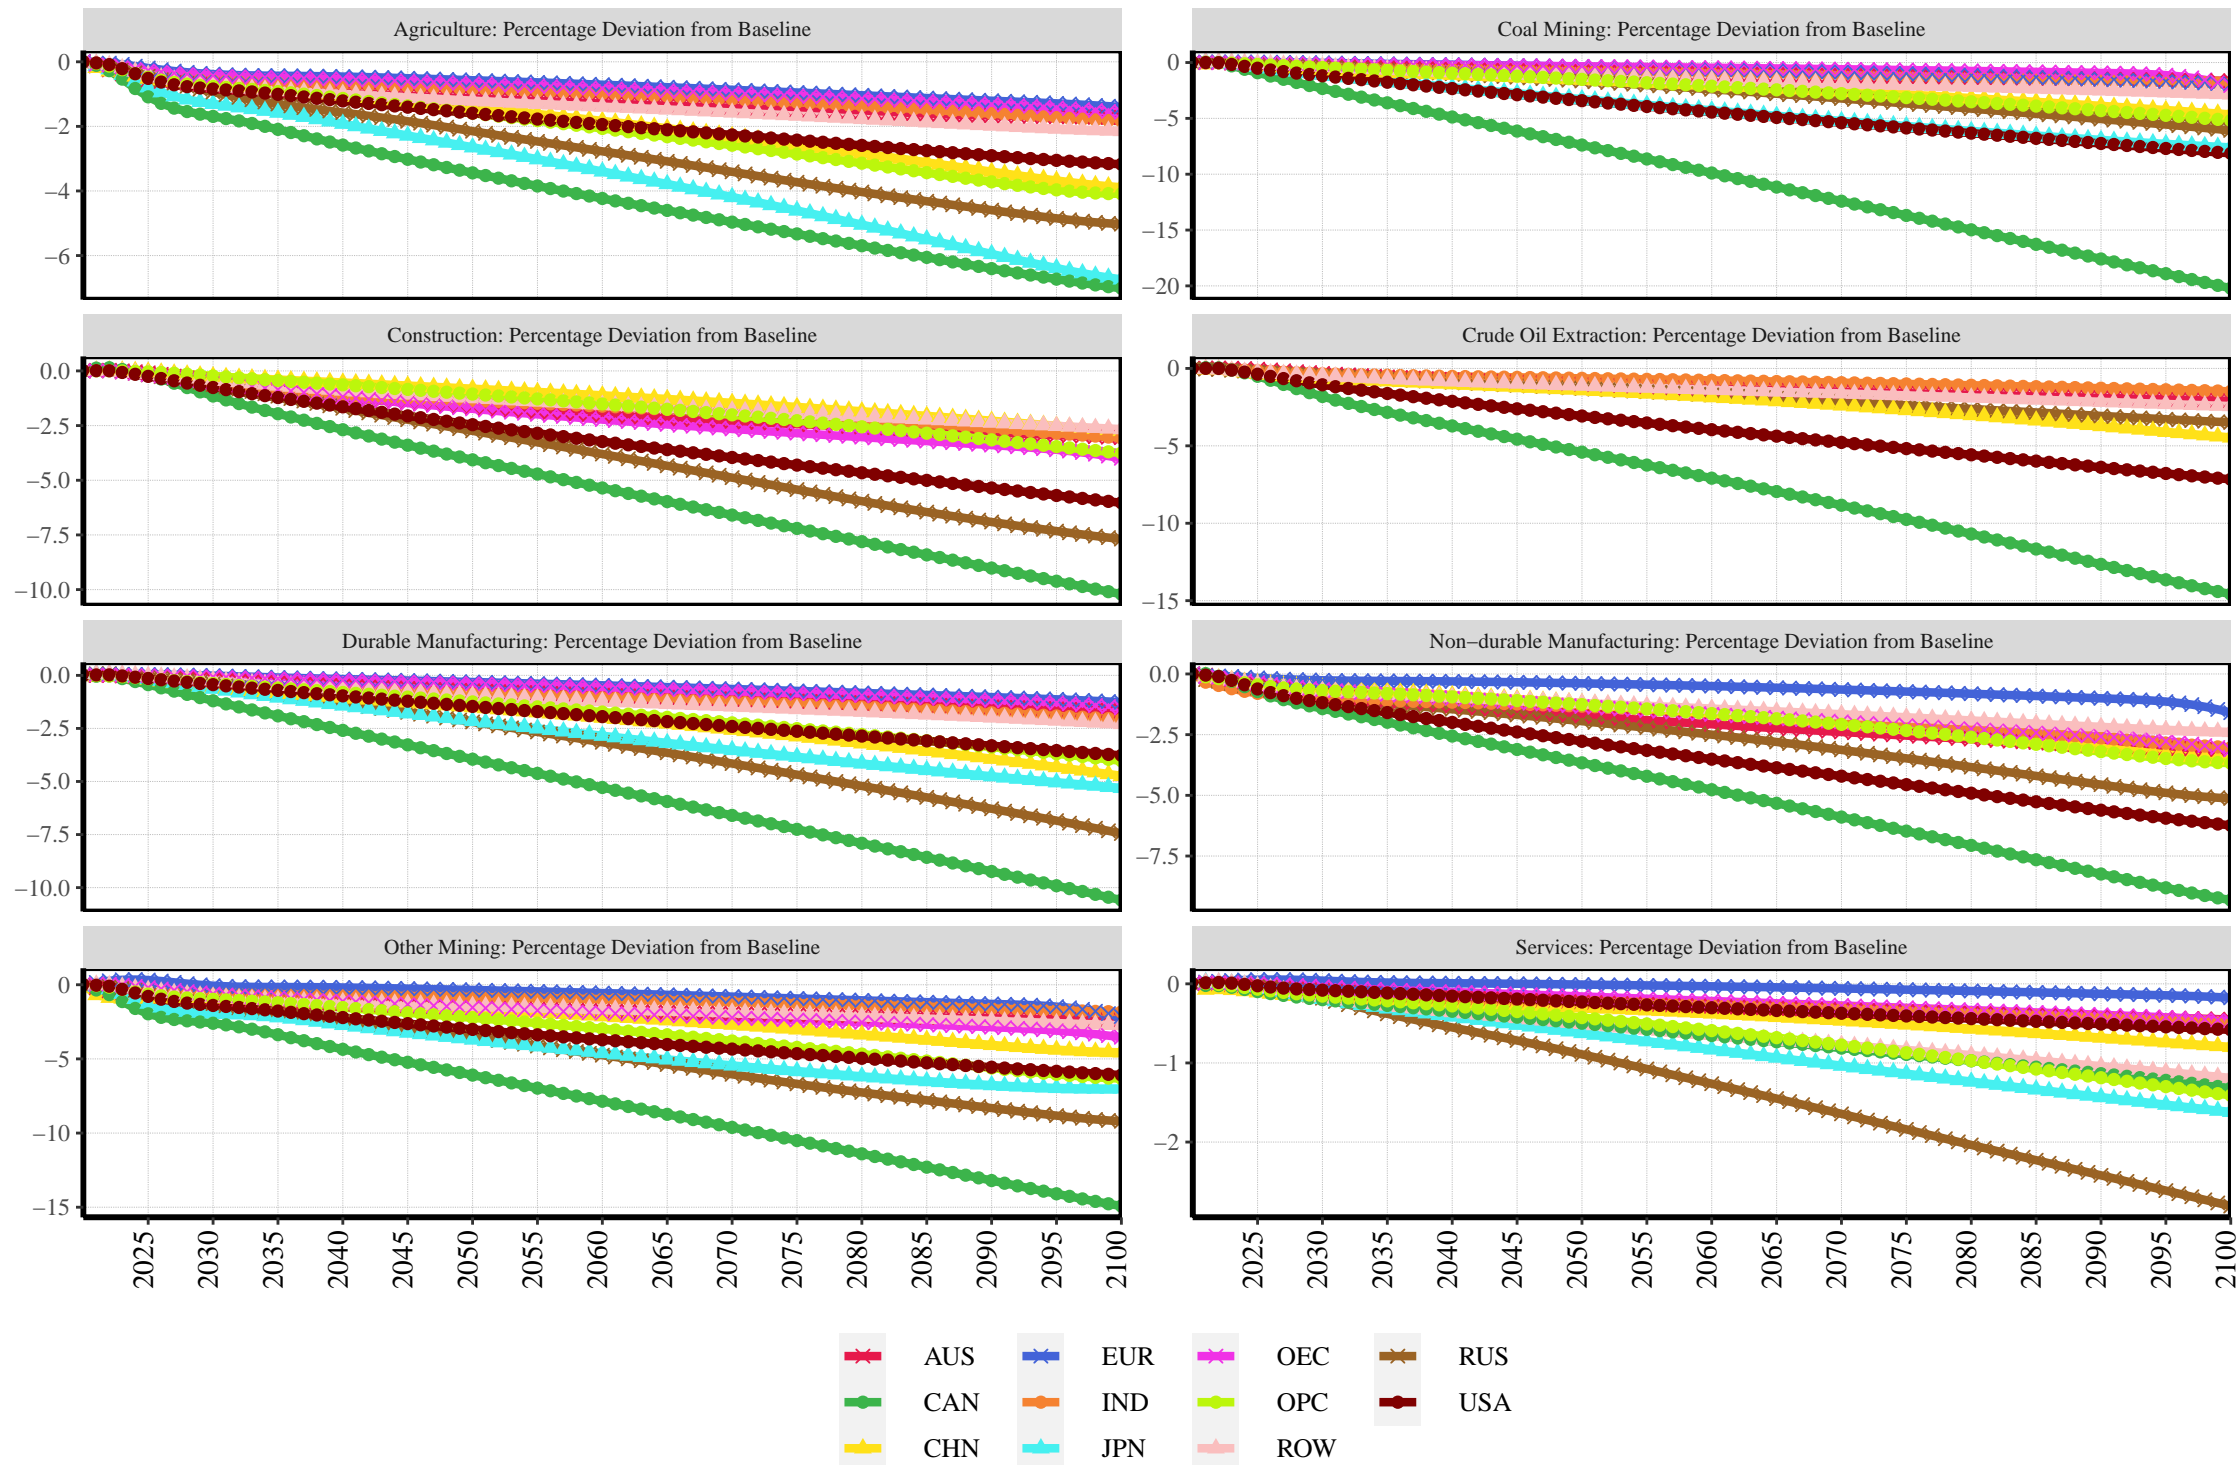 Agriculture: Percentage Deviation from Baseline
0
−2
−4
−6
Coal Mining: Percentage Deviation from Baseline
0
−5
−10
−15
−20
Construction: Percentage Deviation from Baseline
0.0
−2.5
−5.0
−7.5
−10.0
Crude Oil Extraction: Percentage Deviation from Baseline
0
−5
−10
−15
Durable Manufacturing: Percentage Deviation from Baseline
0.0
−2.5
−5.0
−7.5
−10.0
Non−durable Manufacturing: Percentage Deviation from Baseline
0.0
−2.5
−5.0
−7.5
Other Mining: Percentage Deviation from Baseline
0
−5
−10
−15
Services: Percentage Deviation from Baseline
0
−1
−2
2025 2030 2035 2040 2045 2050 2055 2060 2065 2070 2075 2080 2085 2090 2095 2100
2025 2030 2035 2040 2045 2050 2055 2060 2065 2070 2075 2080 2085 2090 2095 2100
AUS EUR OEC RUS
CAN IND OPC USA
CHN JPN ROW